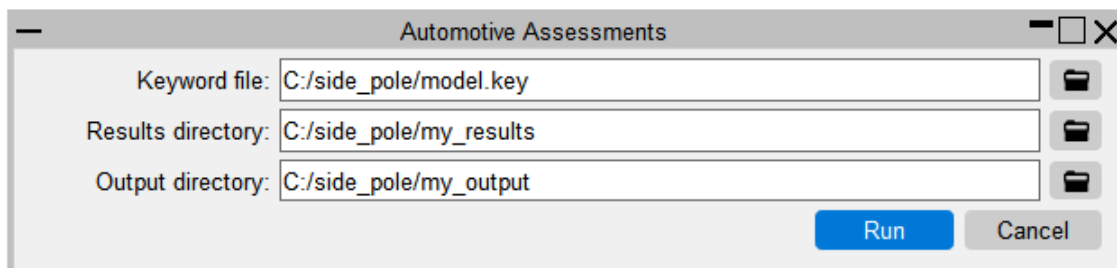 Automotive Assessments
Keyword file: C:/side_pole/model.key
Results directory: C:/side_pole/my_results
Output directory: C:/side_pole/my_output
Run Cancel